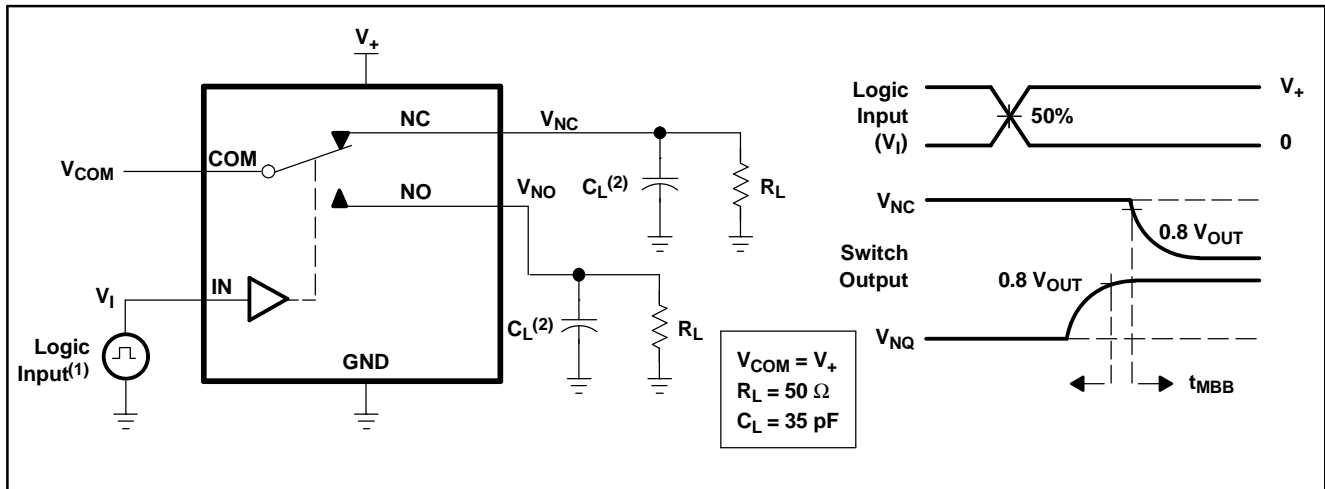 V+
NC
VNC
COM
VCOM
CL(2)
RL
NO
VNO
IN
VI
CL(2)
RL
Logic
Input(1)
GND
VCOM = V+
RL = 50 Ω
CL = 35 pF
Logic
Input
(VI)
50%
V+
0
VNC
0.8 VOUT
Switch
Output
0.8 VOUT
VNQ
tMBB